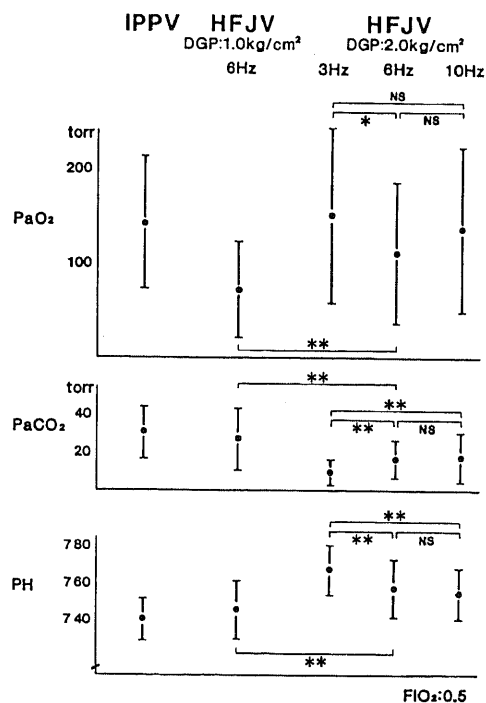 IPPV HFJV HFJV
DGP:1.0kg/cm² DGP:2.0kg/cm²
6Hz 3Hz 6Hz 10Hz
NS
* NS
torr
200
PaO₂
100
**
**
torr
40 **
PaCO₂ ** NS
20
**
780 ** NS
760
PH
740
**
FIO₂:0.5